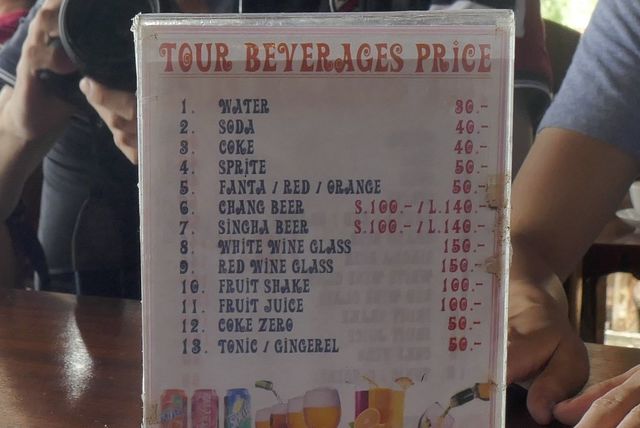 TOUR BEVERAGES PRICE
1. WATER 30.-
2. SODA 40.-
3. COKE 40.-
4. SPRITE 50.-
5. FANTA / RED / ORANGE 50.-
6. CHANG BEER S.100.- / L.140.-
7. SINGHA BEER S.100.- / L.140.-
8. WHITE WINE GLASS 150.-
9. RED WINE GLASS 150.-
10. FRUIT SHAKE 100.-
11. FRUIT JUICE 100.-
12. COKE ZERO 50.-
13. TONIC / GINGEREL 50.-